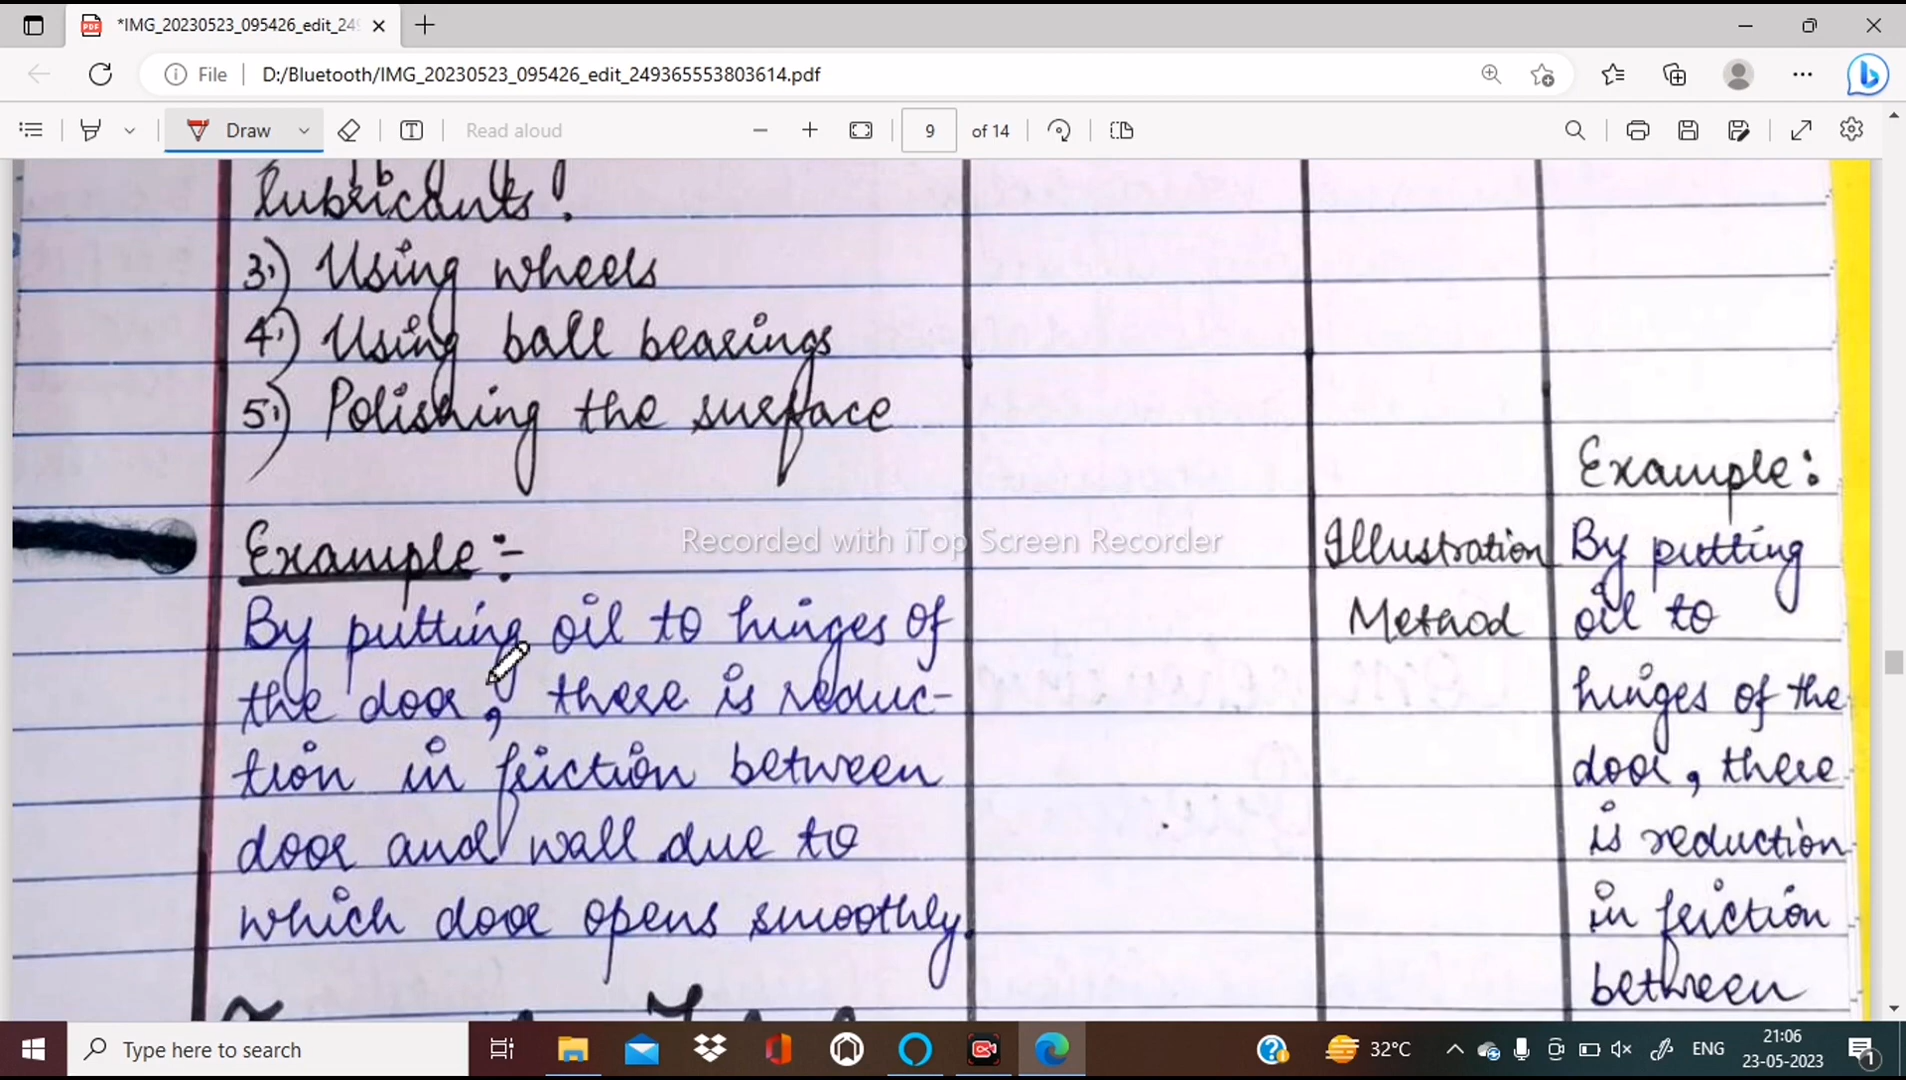 *IMG_20230523_095426_edit_249
File
D:/Bluetooth/IMG_20230523_095426_edit_249365553803614.pdf
Draw
Read aloud
9 of 14
lubricants.
3.) Using wheels
4.) Using ball bearings
5.) Polishing the surface
Example :-
By putting oil to hinges of
the door, there is reduc-
tion in friction between
door and wall due to
which door opens smoothly.
Illustration
Method
Example:
By putting
oil to
hinges of the
door, there
is reduction
in friction
between
Recorded with iTop Screen Recorder
Type here to search
32°C
ENG
21:06
23-05-2023
1